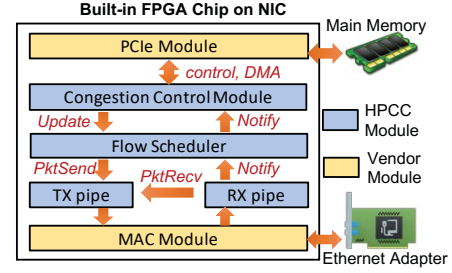 Built-in FPGA Chip on NIC
PCIe Module
Main Memory
control, DMA
Congestion Control Module
Update
Notify
HPCC
Module
Flow Scheduler
PktSend
PktRecv
Notify
Vendor
Module
TX pipe
RX pipe
MAC Module
Ethernet Adapter